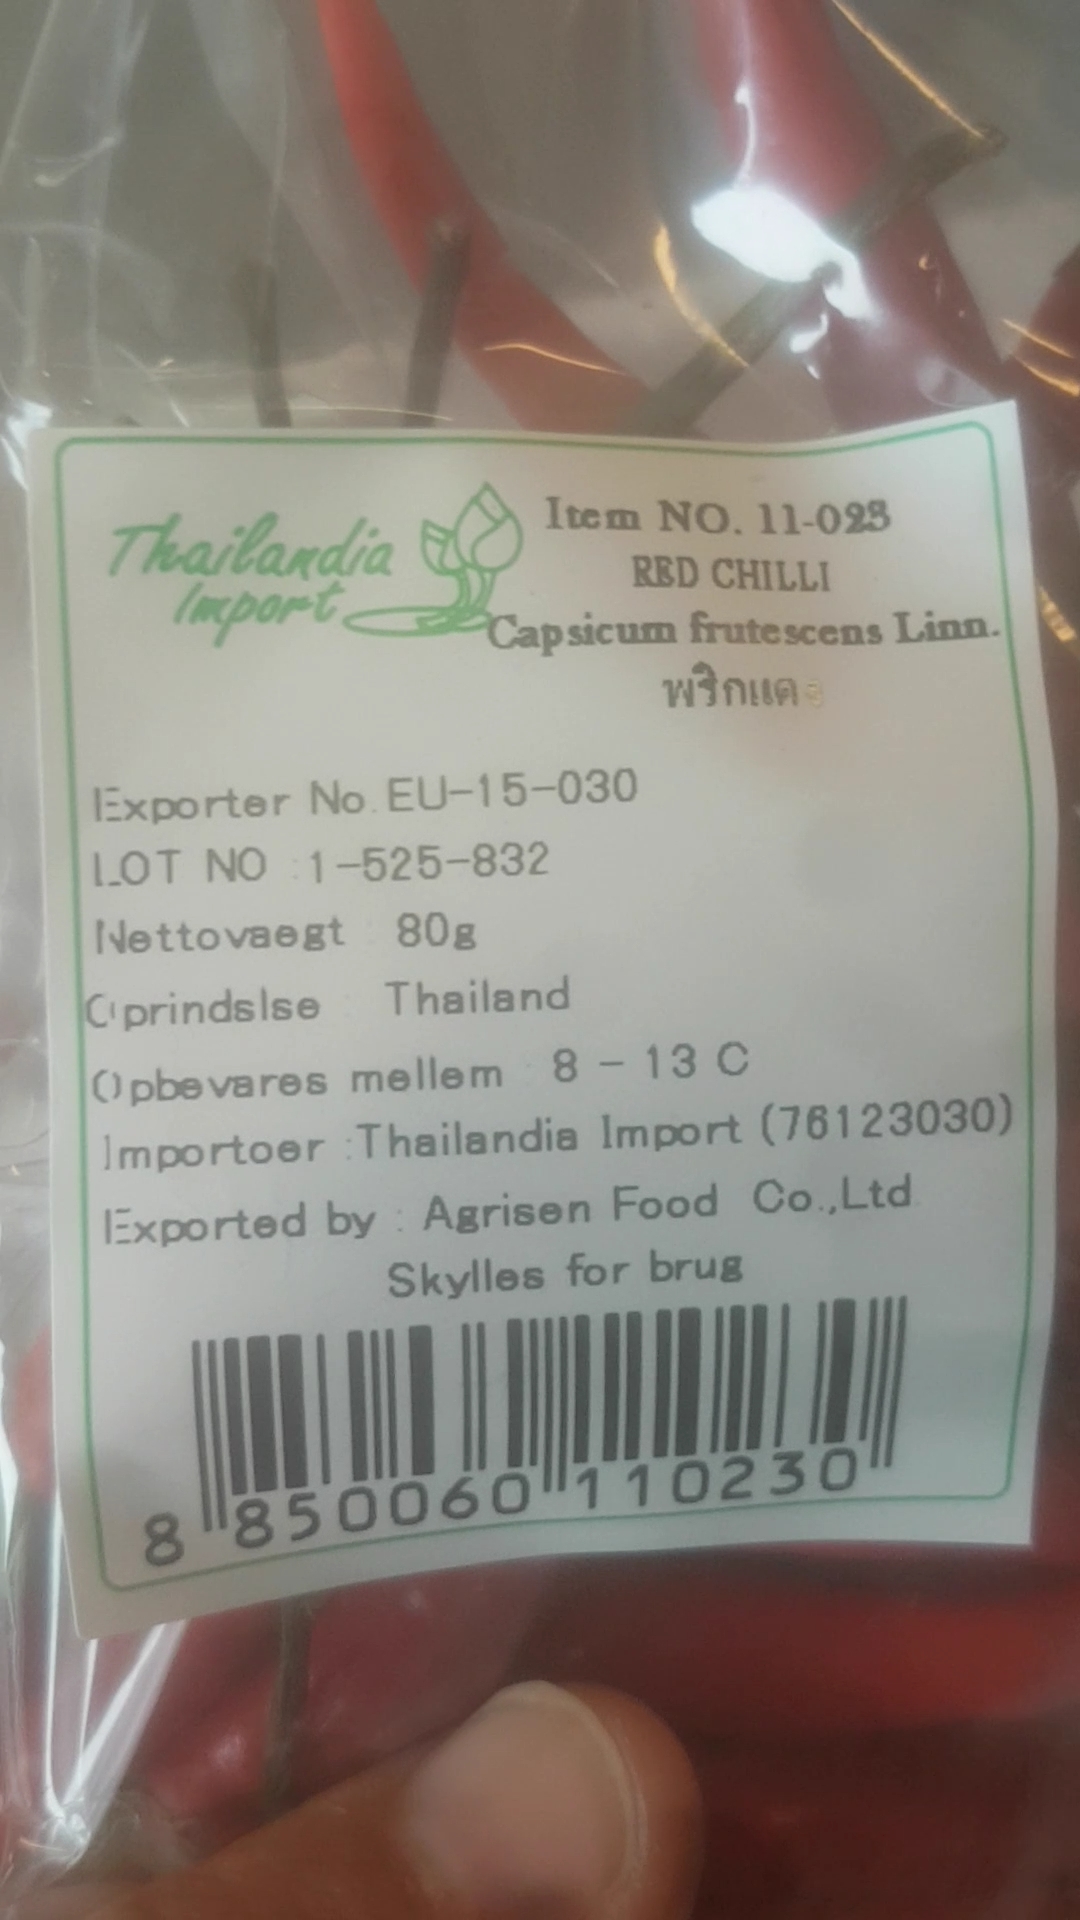 Thailandia
Import
Item NO. 11-023
RED CHILLI
Capsicum frutescens Linn.
พริกแดง
Exporter No. EU-15-030
LOT NO : 1-525-832
Nettovaegt 80g
Oprindslse : Thailand
Opbevares mellem 8 - 13 C
Importoer :Thailandia Import (76123030)
Exported by : Agrisen Food Co.,Ltd
Skylles for brug
8 850060 110230